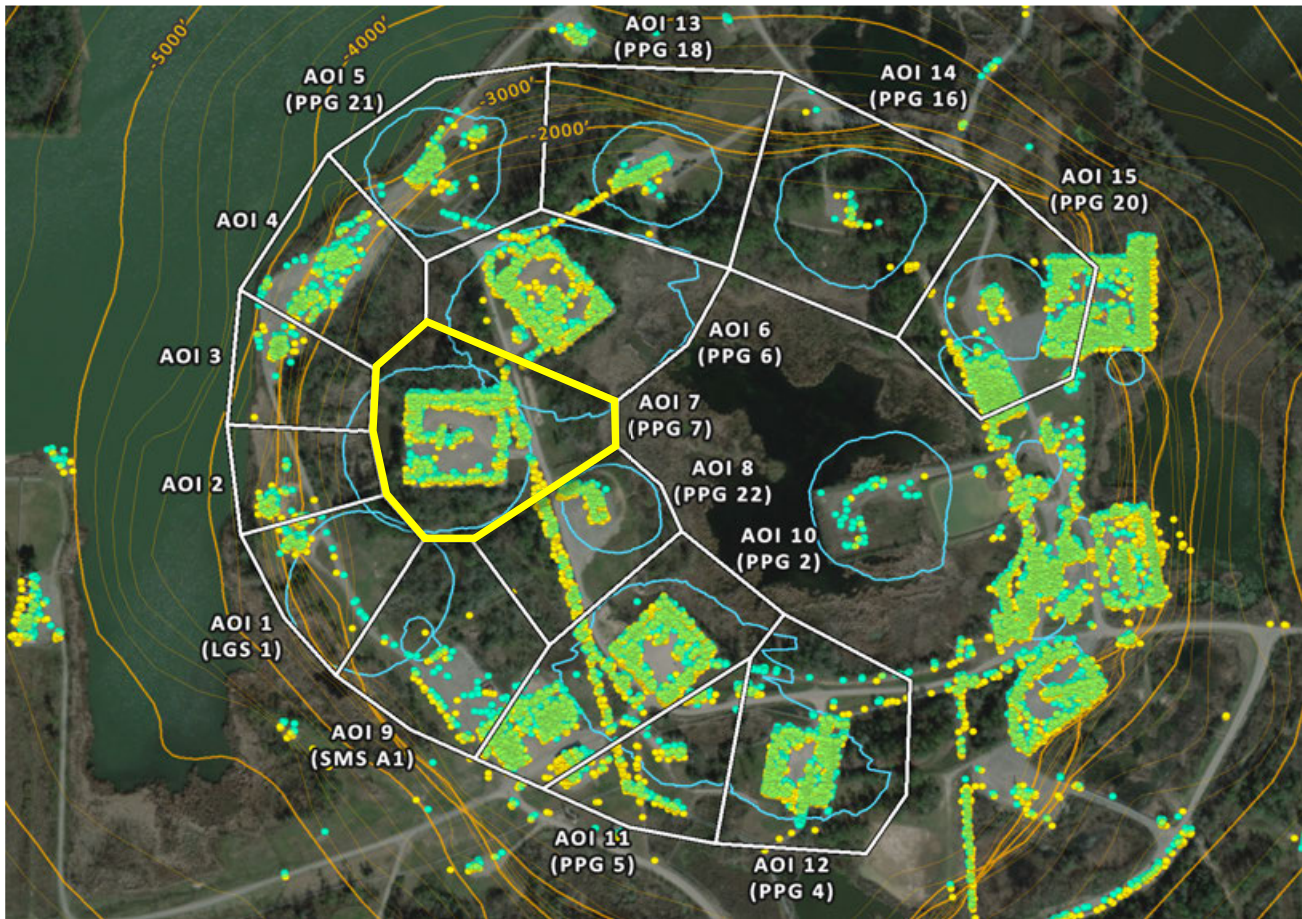 AOI 13
(PPG 18)
-5000'
-4000'
AOI 5
(PPG 21)
AOI 14
(PPG 16)
-3000'
-2000'
AOI 15
(PPG 20)
AOI 4
AOI 3
AOI 6
(PPG 6)
AOI 7
(PPG 7)
AOI 8
(PPG 22)
AOI 2
AOI 10
(PPG 2)
AOI 1
(LGS 1)
AOI 9
(SMS A1)
AOI 11
(PPG 5)
AOI 12
(PPG 4)